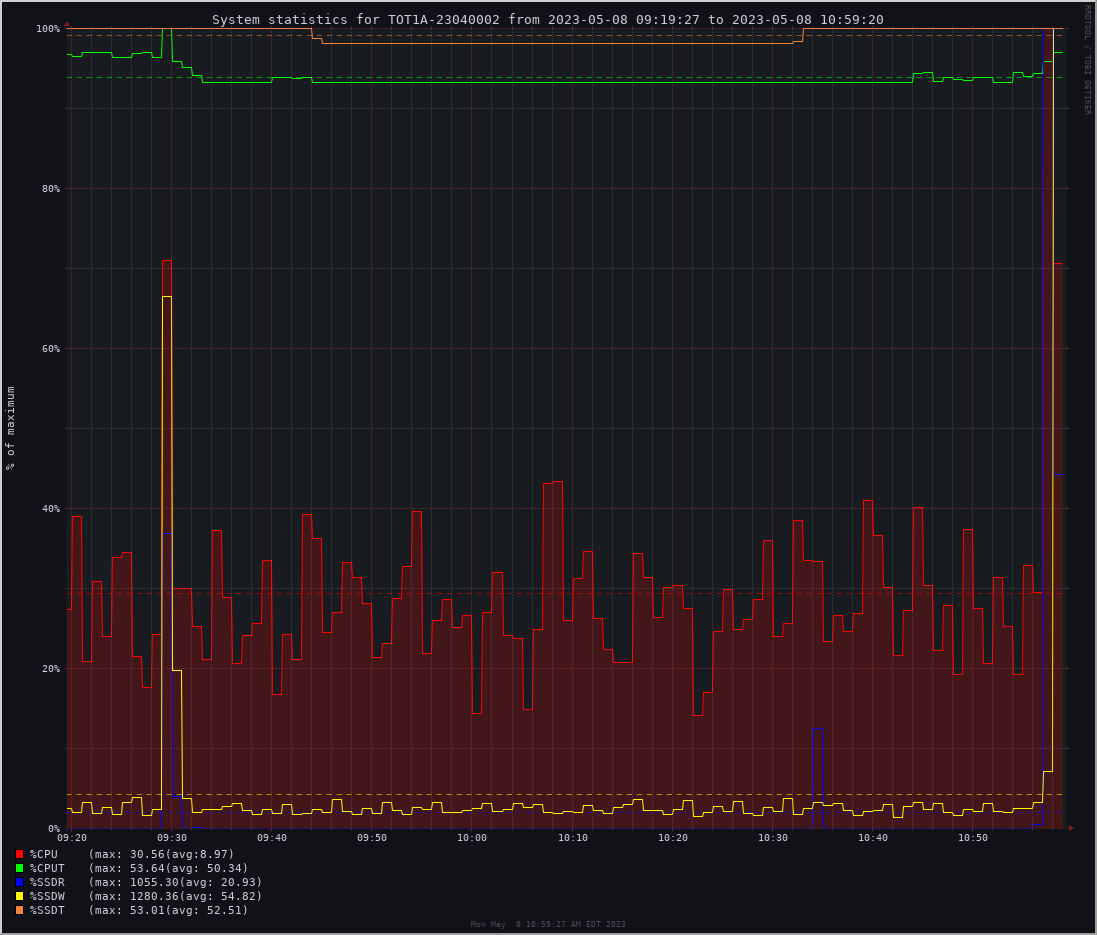 System statistics for TOT1A-23040002 from 2023-05-08 09:19:27 to 2023-05-08 10:59:20
RRDTOOL / TOBI OETIKER
% of maximum
100%
80%
60%
40%
20%
0%
09:20 09:30 09:40 09:50 10:00 10:10 10:20 10:30 10:40 10:50
%CPU (max: 30.56(avg:8.97)
%CPUT (max: 53.64(avg: 50.34)
%SSDR (max: 1055.30(avg: 20.93)
%SSDW (max: 1280.36(avg: 54.82)
%SSDT (max: 53.01(avg: 52.51)
Mon May 8 10:59:27 AM EDT 2023